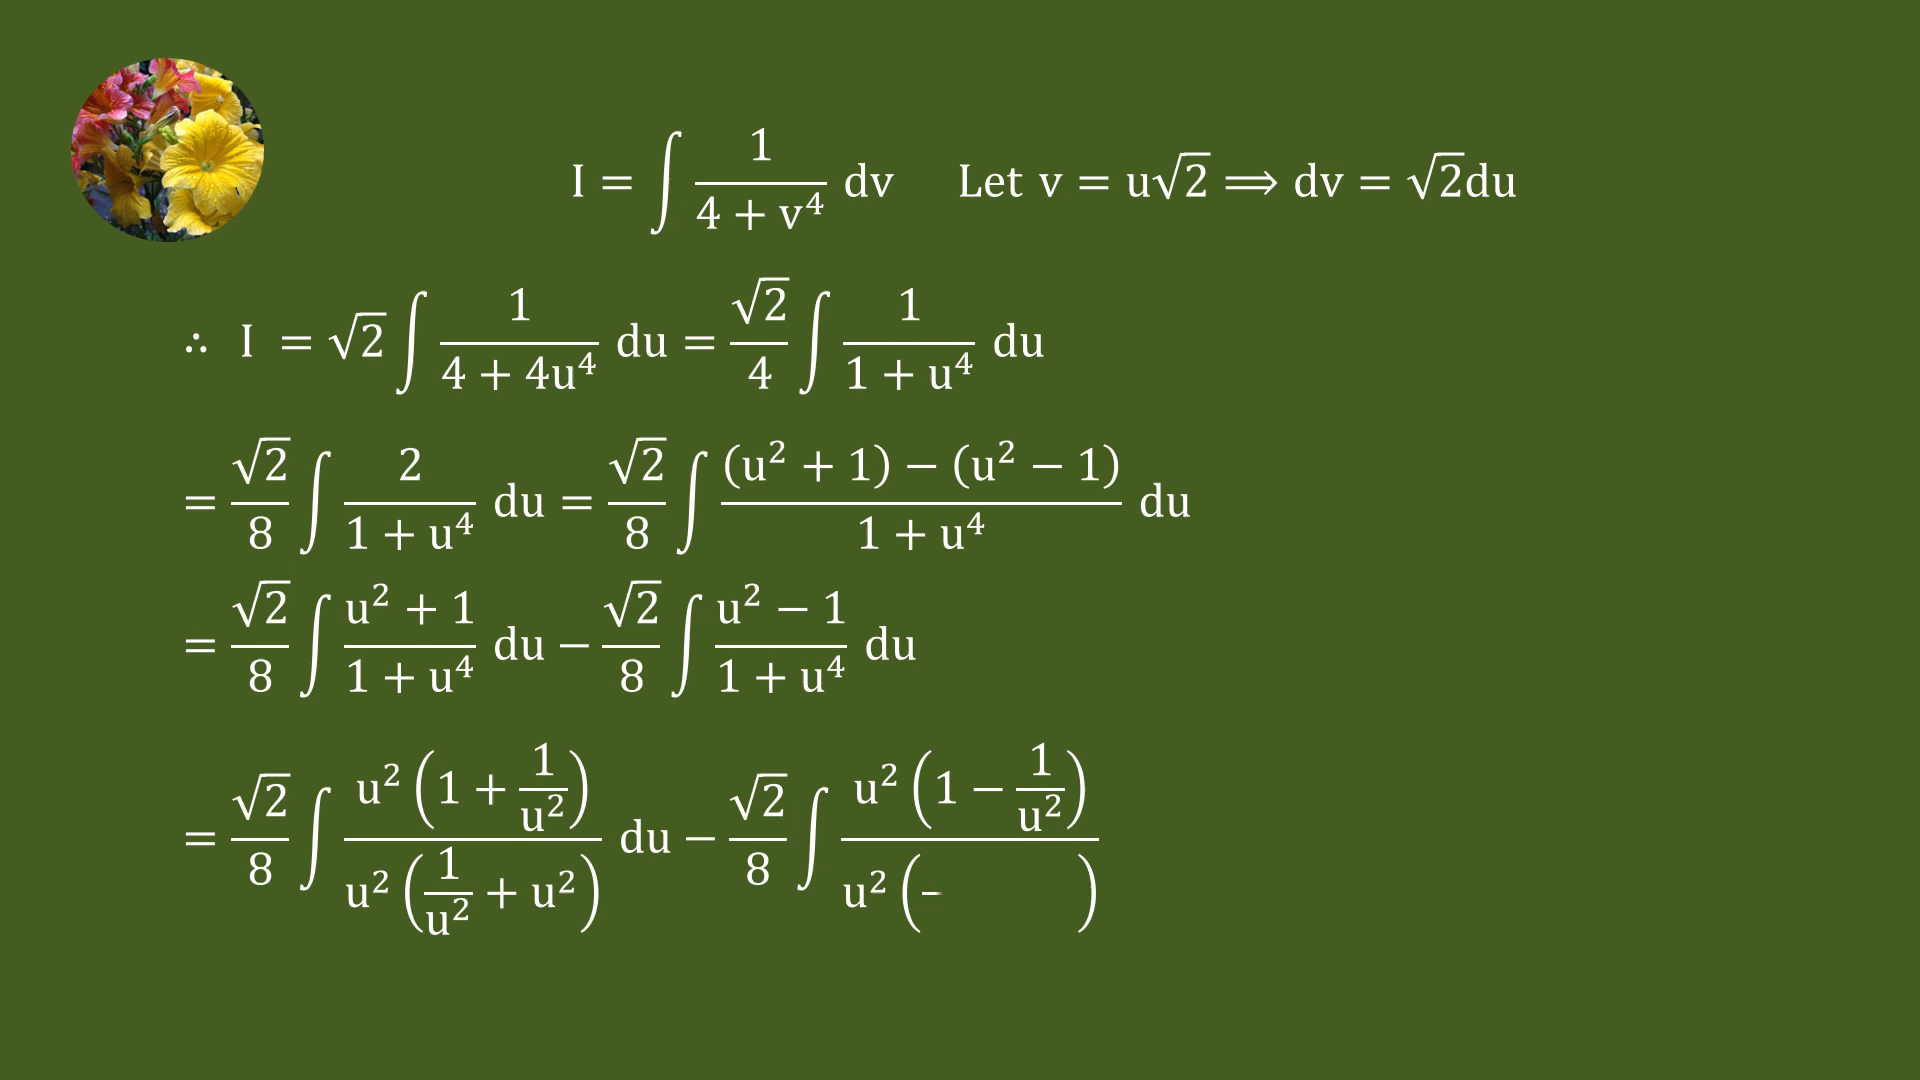 I = ∫ 1/(4 + v⁴) dv Let v = u√2 ⟹ dv = √2du
∴ I = √2 ∫ 1/(4 + 4u⁴) du = √2/4 ∫ 1/(1 + u⁴) du
= √2/8 ∫ 2/(1 + u⁴) du = √2/8 ∫ ((u² + 1) − (u² − 1))/(1 + u⁴) du
= √2/8 ∫ (u² + 1)/(1 + u⁴) du − √2/8 ∫ (u² − 1)/(1 + u⁴) du
= √2/8 ∫ u²(1 + 1/u²)/u²(1/u² + u²) du − √2/8 ∫ u²(1 − 1/u²)/u²(− )